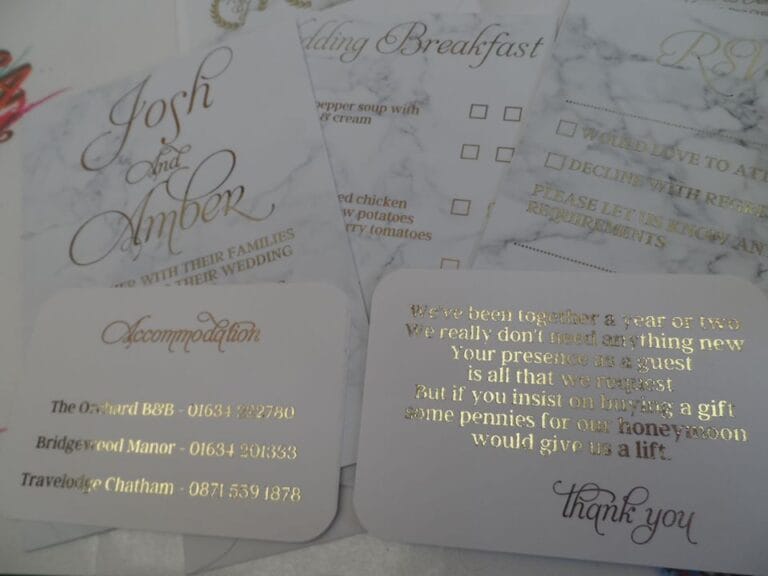 Josh
And
Amber
HER WITH THEIR FAMILIES
THEIR WEDDING
dding Breakfast
pepper soup with
& cream
ed chicken
w potatoes
rry tomatoes
RSV
WOULD LOVE TO ATT
DECLINE WITH REGRE
PLEASE LET US KNOW AN
REQUIREMENTS
Accommodation
The Orchard B&B - 01634
Bridgewood Manor - 01634 201333
Travelodge Chatham - 0871 1878
We've been together a year or two
We really don't need anything new
Your presence as a guest
is all that we request
But if you insist on buying a gift
some pennies for our honeymoon
would give us a lift.
thank you